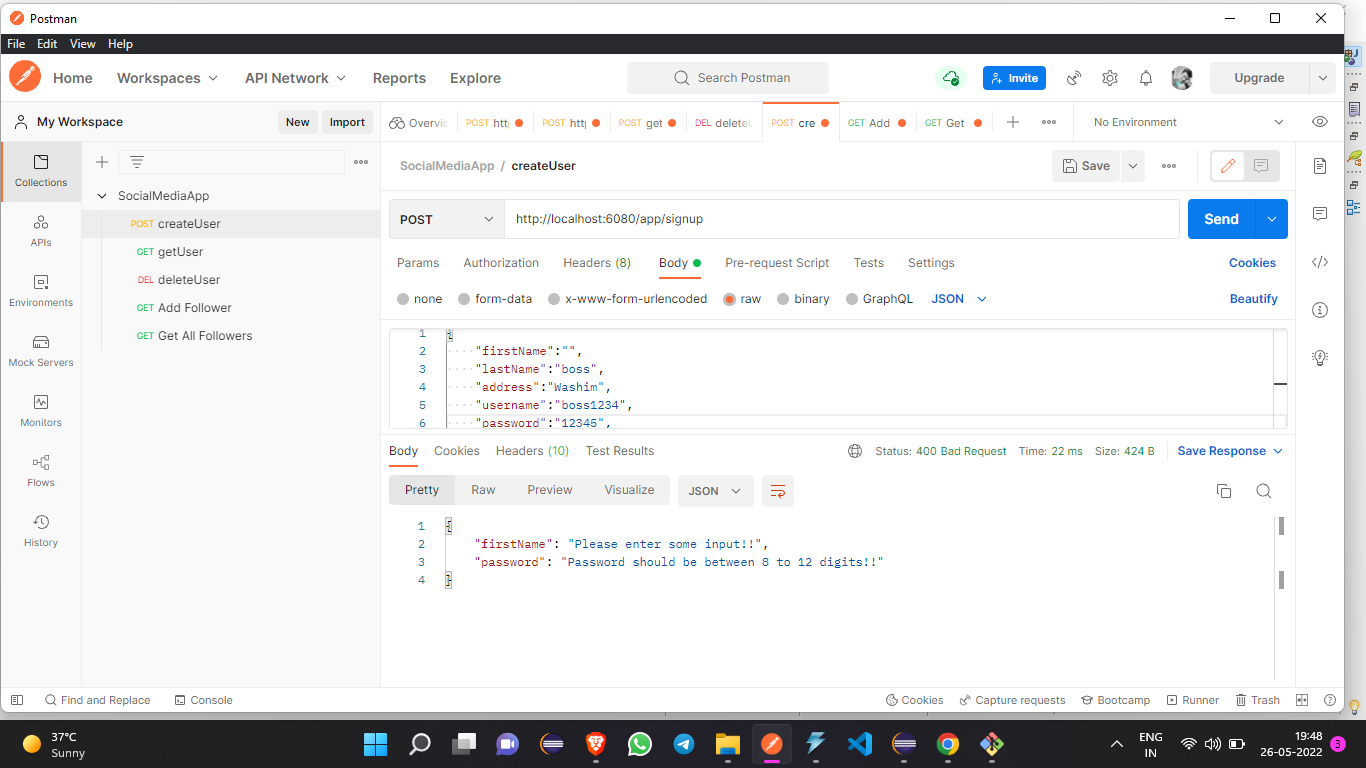 Postman
File Edit View Help
Home Workspaces API Network Reports Explore Search Postman Invite Upgrade
My Workspace New Import
Overvie POST htt POST htt POST get DEL delete POST cre GET Add GET Get No Environment
Collections
APIs
Environments
Mock Servers
Monitors
Flows
History
SocialMediaApp
POST createUser
GET getUser
DEL deleteUser
GET Add Follower
GET Get All Followers
SocialMediaApp / createUser Save
POST http://localhost:6080/app/signup Send
Params Authorization Headers (8) Body Pre-request Script Tests Settings Cookies
none form-data x-www-form-urlencoded raw binary GraphQL JSON Beautify
1 {
2 "firstName":"",
3 "lastName":"boss",
4 "address":"Washim",
5 "username":"boss1234",
6 "password":"12345",
Body Cookies Headers (10) Test Results Status: 400 Bad Request Time: 22 ms Size: 424 B Save Response
Pretty Raw Preview Visualize JSON
1 {
2 "firstName": "Please enter some input!!",
3 "password": "Password should be between 8 to 12 digits!!"
4 }
Find and Replace Console Cookies Capture requests Bootcamp Runner Trash
37°C
Sunny
ENG
IN
19:48
26-05-2022
3